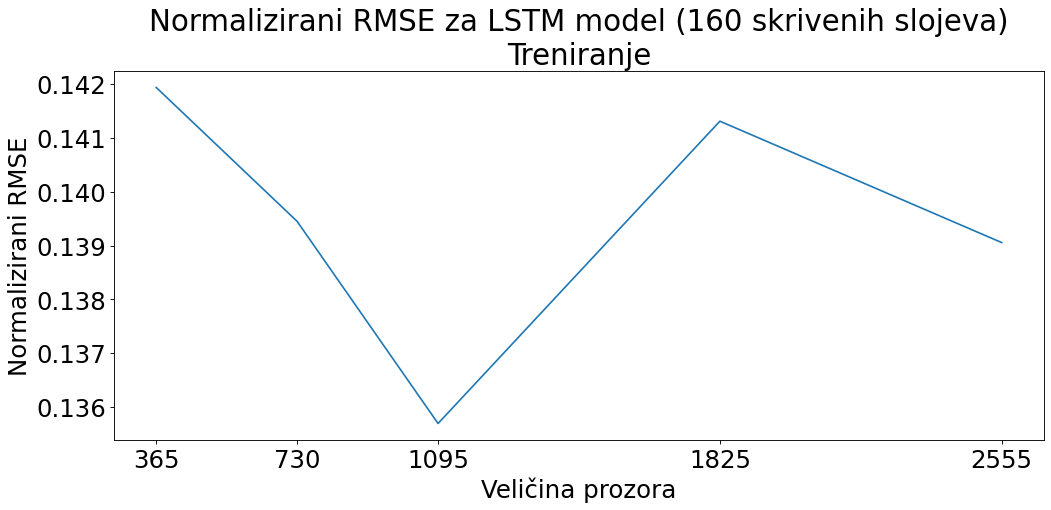 Normalizirani RMSE za LSTM model (160 skrivenih slojeva)
Treniranje
Normalizirani RMSE
0.142
0.141
0.140
0.139
0.138
0.137
0.136
365 730 1095 1825 2555
Veličina prozora